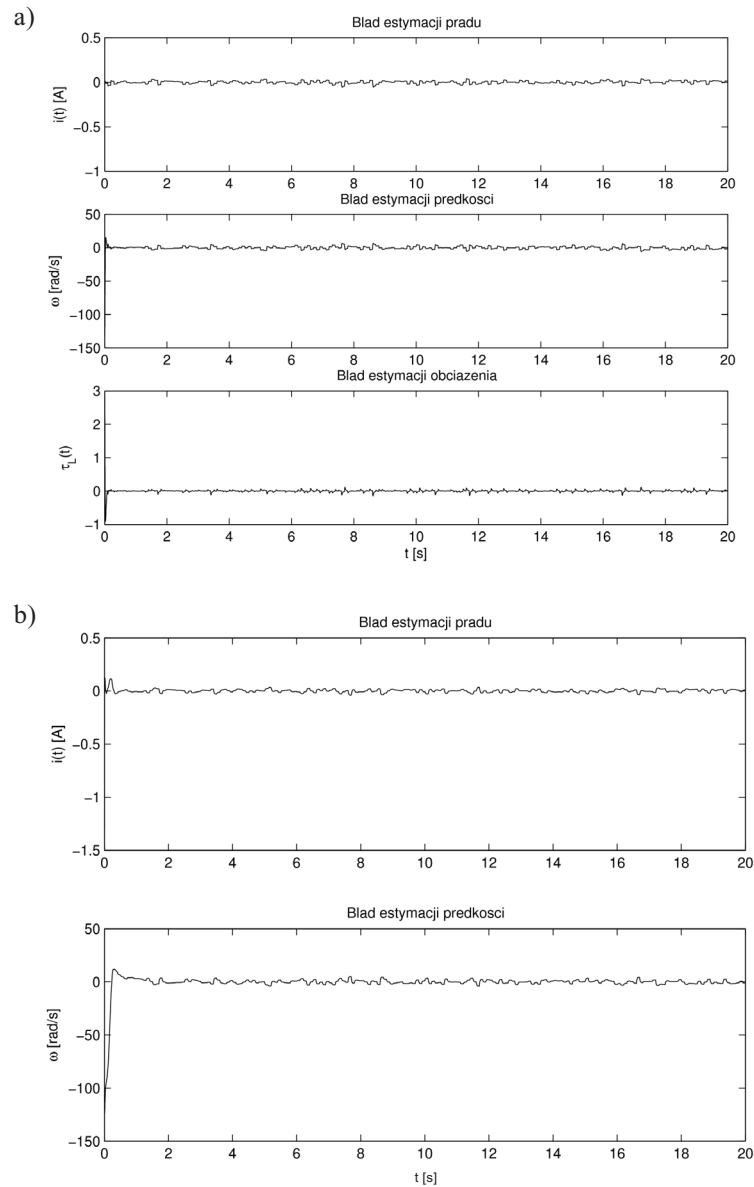 a)
Blad estymacji pradu
0.5
0
−0.5
−1
i(t) [A]
0 2 4 6 8 10 12 14 16 18 20
Blad estymacji predkosci
50
0
−50
−100
−150
ω [rad/s]
0 2 4 6 8 10 12 14 16 18 20
Blad estymacji obciazenia
3
2
1
0
−1
τL(t)
0 2 4 6 8 10 12 14 16 18 20
t [s]
b)
Blad estymacji pradu
0.5
0
−0.5
−1
−1.5
i(t) [A]
0 2 4 6 8 10 12 14 16 18 20
Blad estymacji predkosci
50
0
−50
−100
−150
ω [rad/s]
0 2 4 6 8 10 12 14 16 18 20
t [s]